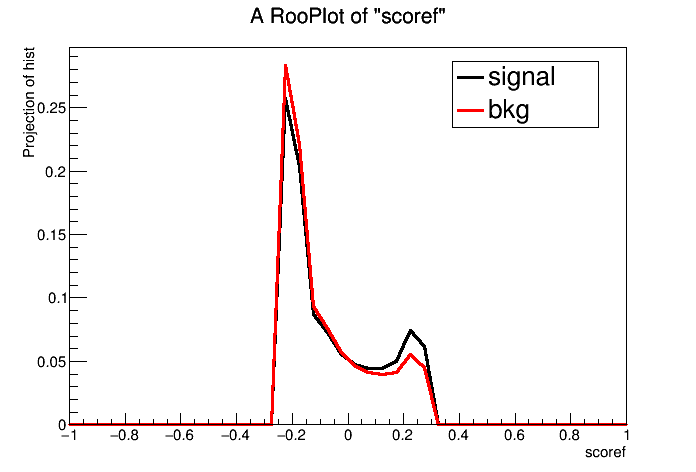 A RooPlot of "scoref"
Projection of hist
signal
bkg
0.25
0.2
0.15
0.1
0.05
0
−1 −0.8 −0.6 −0.4 −0.2 0 0.2 0.4 0.6 0.8 1
scoref